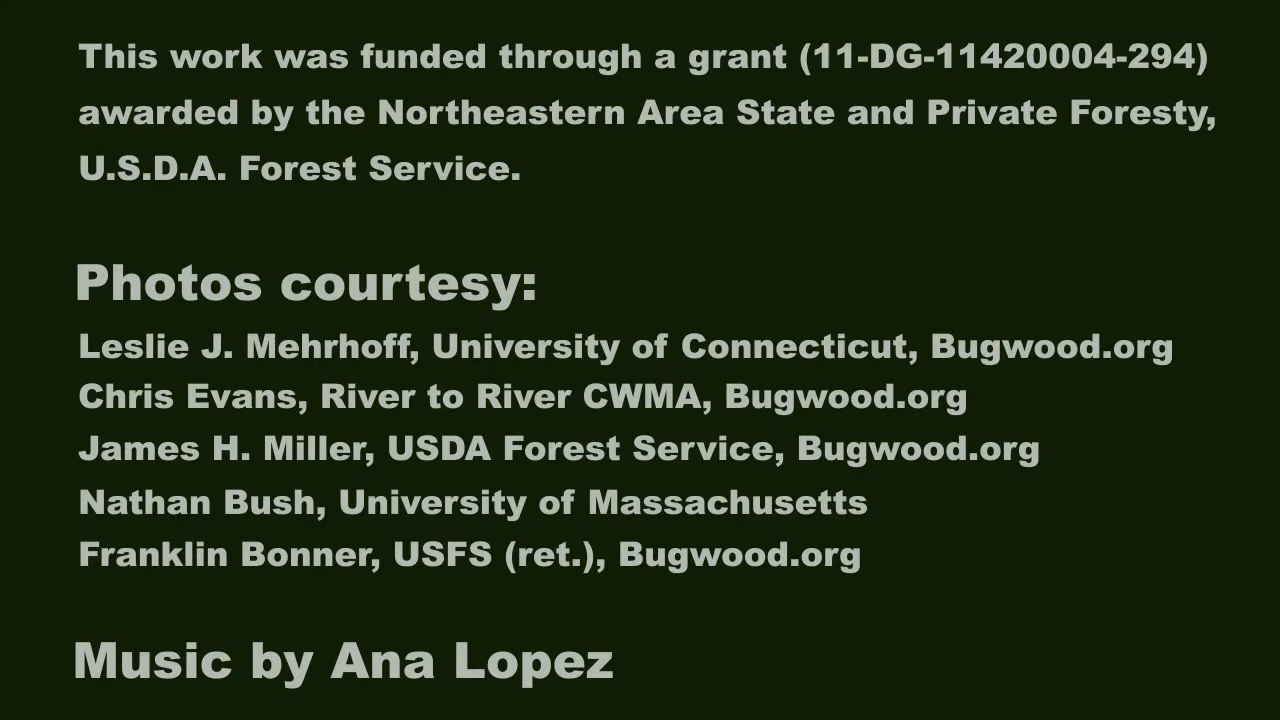 This work was funded through a grant (11-DG-11420004-294)
awarded by the Northeastern Area State and Private Foresty,
U.S.D.A. Forest Service.
Photos courtesy:
Leslie J. Mehrhoff, University of Connecticut, Bugwood.org
Chris Evans, River to River CWMA, Bugwood.org
James H. Miller, USDA Forest Service, Bugwood.org
Nathan Bush, University of Massachusetts
Franklin Bonner, USFS (ret.), Bugwood.org
Music by Ana Lopez